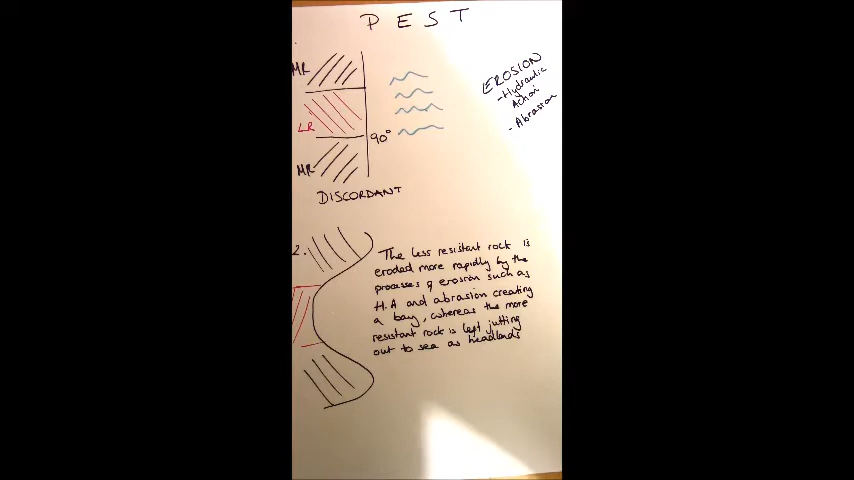 PEST
MR
LR
MR
90°
DISCORDANT
EROSION
- Hydraulic
Action
- Abrasion
2.
The less resistant rock is
eroded more rapidly by the
processes of erosion such as
H.A and abrasion creating
a bay, whereas the more
resistant rock is left jutting
out to sea as headlands